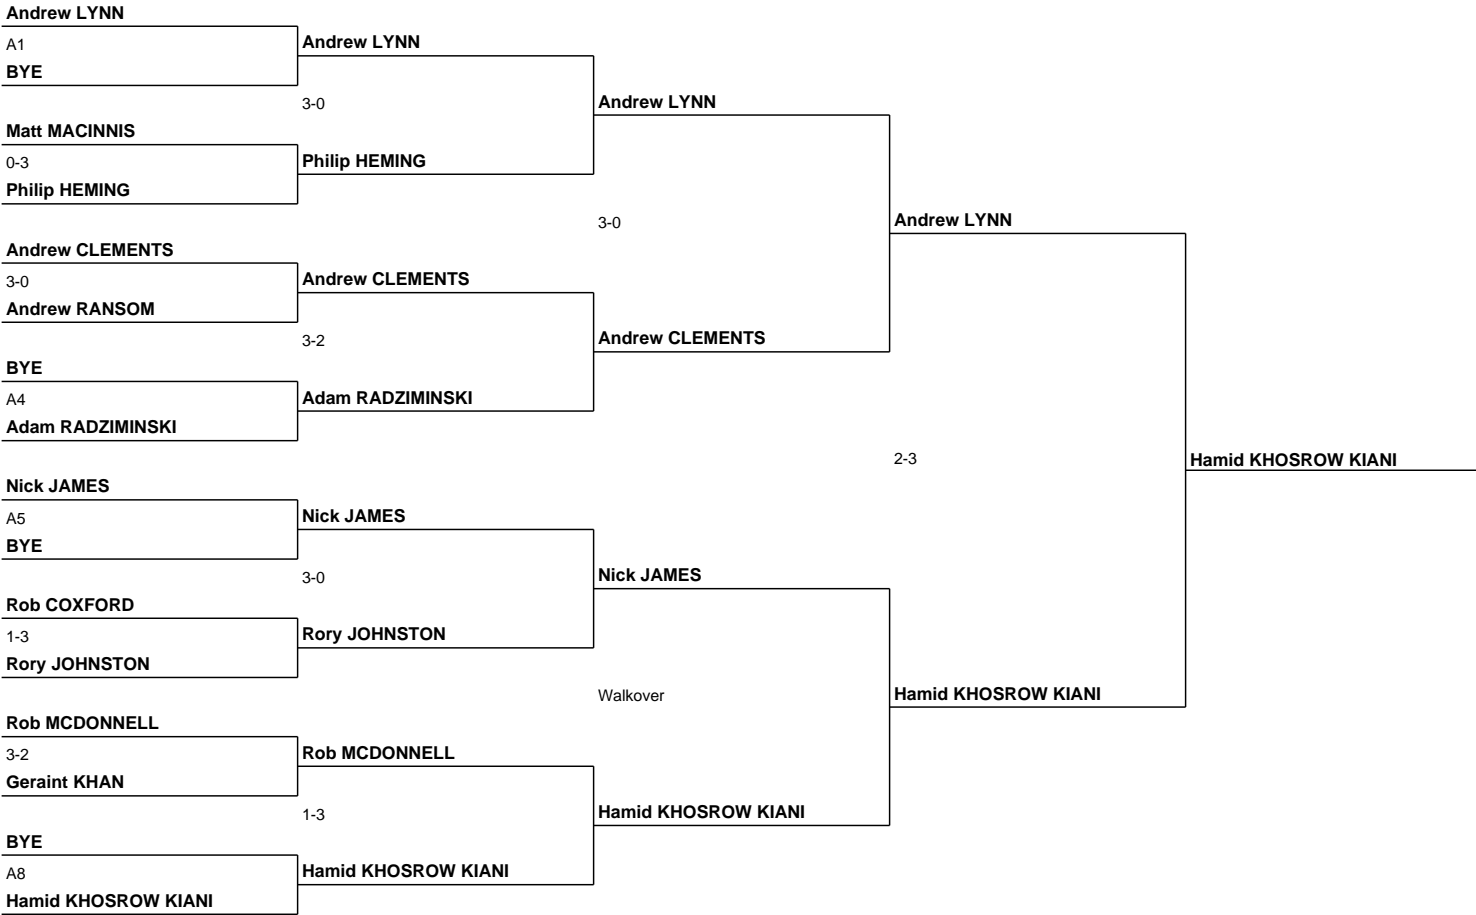 Andrew LYNN
A1
BYE
Andrew LYNN
3-0
Matt MACINNIS
0-3
Philip HEMING
Philip HEMING
Andrew LYNN
3-0
Andrew CLEMENTS
3-0
Andrew RANSOM
Andrew CLEMENTS
3-2
BYE
A4
Adam RADZIMINSKI
Adam RADZIMINSKI
Andrew CLEMENTS
Andrew LYNN
2-3
Hamid KHOSROW KIANI
Nick JAMES
A5
BYE
Nick JAMES
3-0
Rob COXFORD
1-3
Rory JOHNSTON
Rory JOHNSTON
Nick JAMES
Walkover
Rob MCDONNELL
3-2
Geraint KHAN
Rob MCDONNELL
1-3
BYE
A8
Hamid KHOSROW KIANI
Hamid KHOSROW KIANI
Hamid KHOSROW KIANI
Hamid KHOSROW KIANI